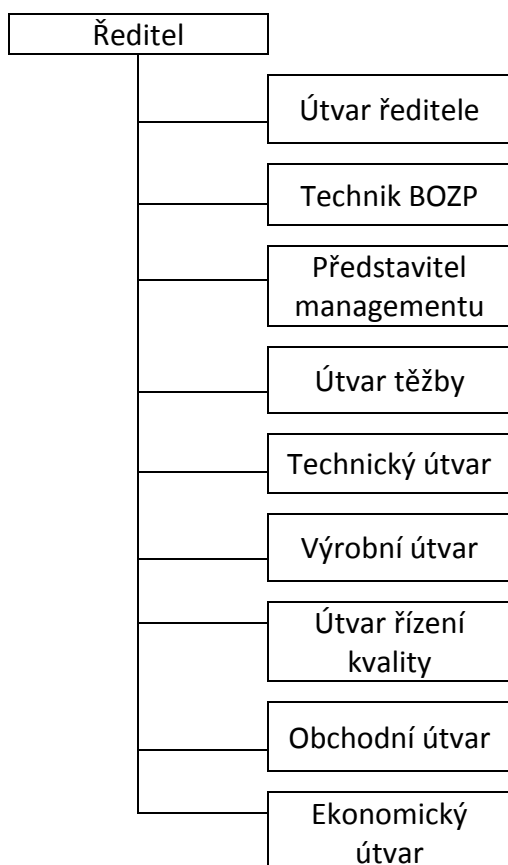 Ředitel
Útvar ředitele
Technik BOZP
Představitel
managementu
Útvar těžby
Technický útvar
Výrobní útvar
Útvar řízení
kvality
Obchodní útvar
Ekonomický
útvar